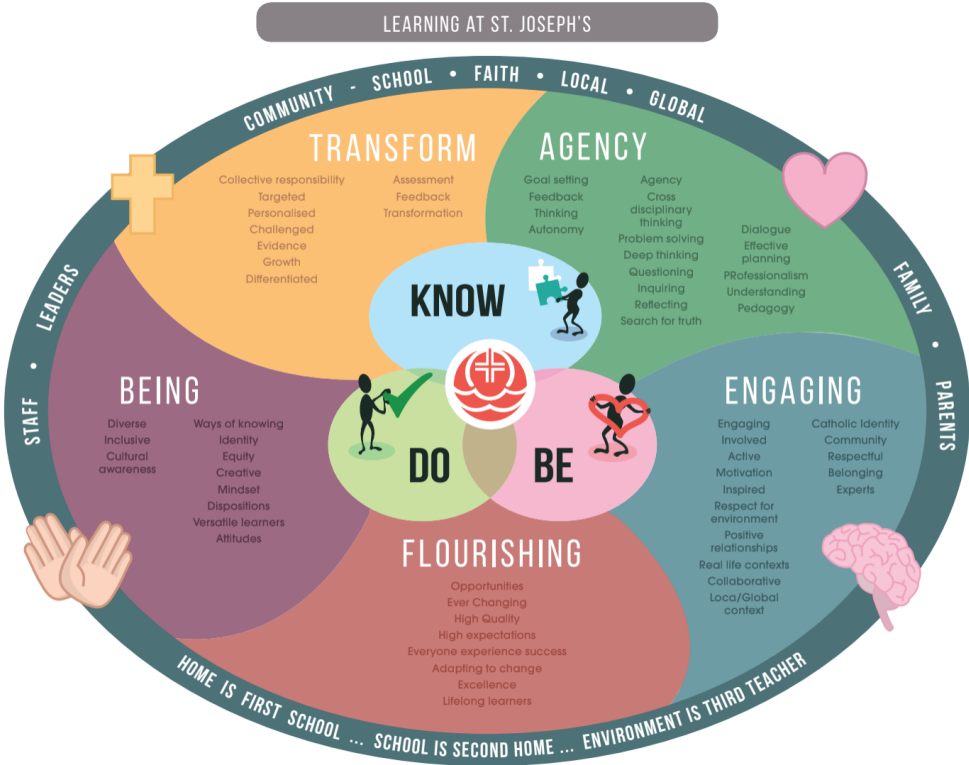 LEARNING AT ST. JOSEPH'S
COMMUNITY - SCHOOL • FAITH • LOCAL • GLOBAL
FAMILY • PARENTS
STAFF • LEADERS
TRANSFORM
Collective responsibility
Targeted
Personalised
Challenged
Evidence
Growth
Differentiated
Assessment
Feedback
Transformation
AGENCY
Goal setting
Feedback
Thinking
Autonomy
Agency
Cross
disciplinary
thinking
Problem solving
Deep thinking
Questioning
Inquiring
Reflecting
Search for truth
Dialogue
Effective
planning
PRofessionalism
Understanding
Pedagogy
KNOW
DO
BE
BEING
Diverse
Inclusive
Cultural
awareness
Ways of knowing
Identity
Equity
Creative
Mindset
Dispositions
Versatile learners
Attitudes
ENGAGING
Engaging
Involved
Active
Motivation
Inspired
Respect for
environment
Positive
relationships
Real life contexts
Collaborative
Loca/Global
context
Catholic Identity
Community
Respectful
Belonging
Experts
FLOURISHING
Opportunities
Ever Changing
High Quality
High expectations
Everyone experience success
Adapting to change
Excellence
Lifelong learners
HOME IS FIRST SCHOOL ... SCHOOL IS SECOND HOME ... ENVIRONMENT IS THIRD TEACHER